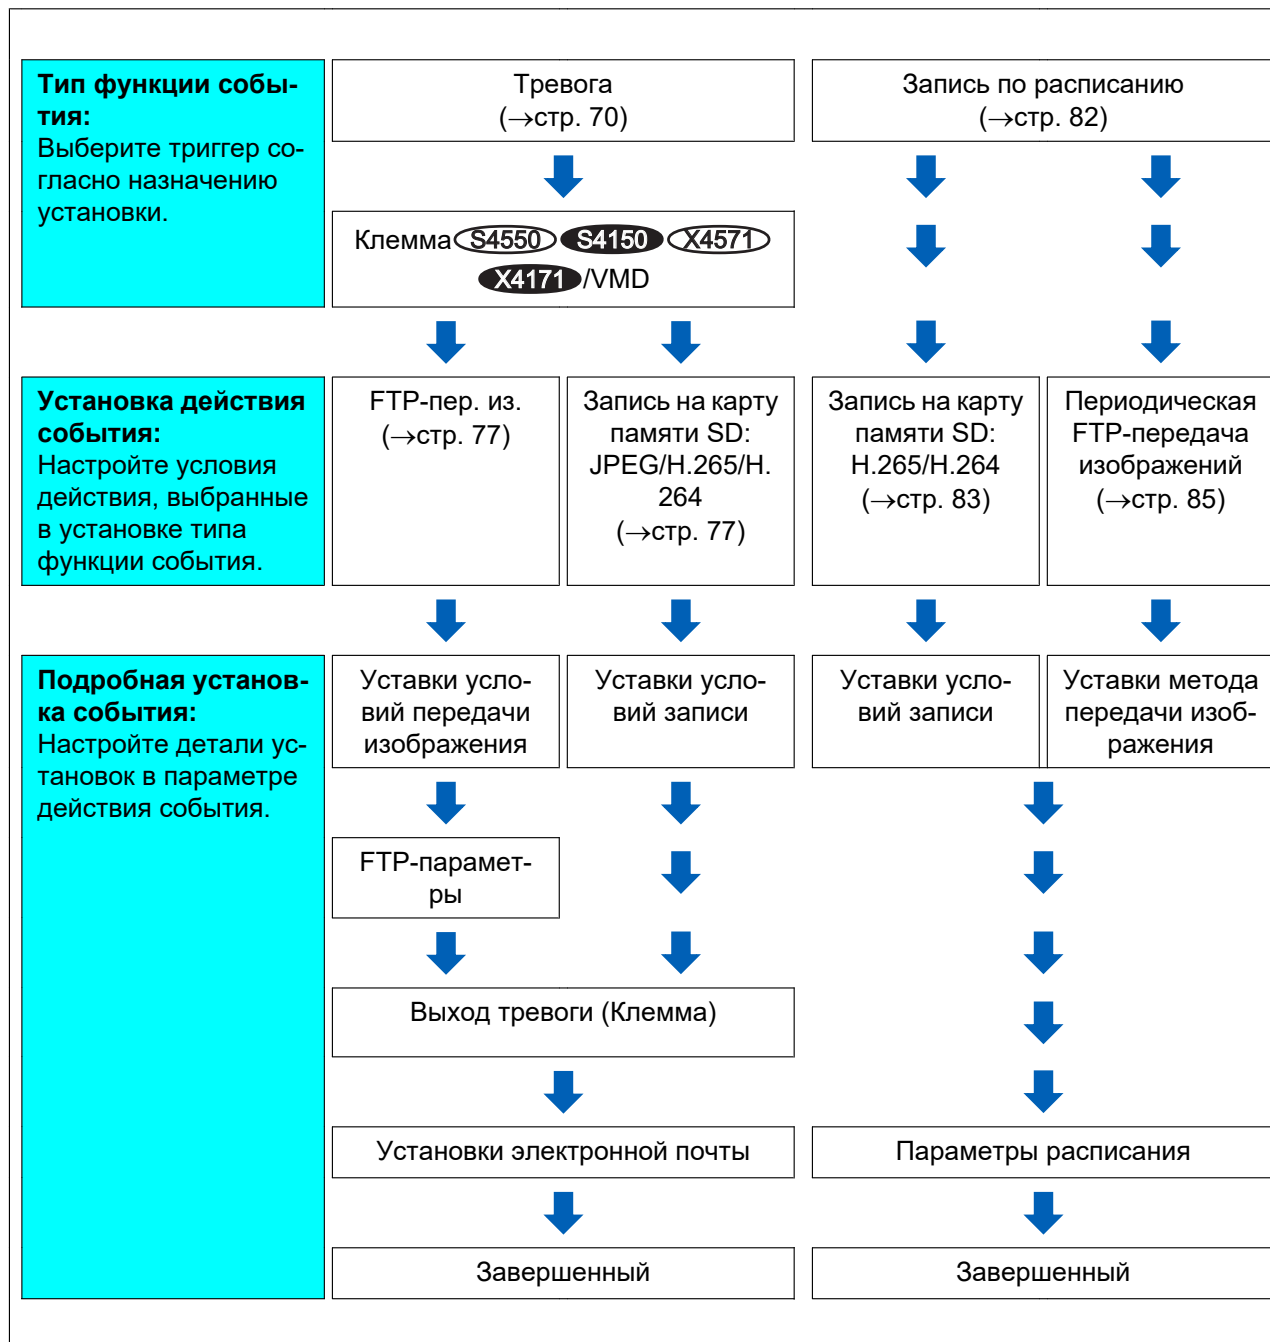 Тип функции собы-
тия:
Выберите триггер со-
гласно назначению
установки.
Тревога
(→стр. 70)
Запись по расписанию
(→стр. 82)
Клемма S4550 S4150 X4571
X4171 /VMD
Установка действия
события:
Настройте условия
действия, выбранные
в установке типа
функции события.
FTP-пер. из.
(→стр. 77)
Запись на карту
памяти SD:
JPEG/H.265/H.
264
(→стр. 77)
Запись на карту
памяти SD:
H.265/H.264
(→стр. 83)
Периодическая
FTP-передача
изображений
(→стр. 85)
Подробная установ-
ка события:
Настройте детали ус-
тановок в параметре
действия события.
Уставки усло-
вий передачи
изображения
Уставки усло-
вий записи
Уставки усло-
вий записи
Уставки метода
передачи изоб-
ражения
FTP-парамет-
ры
Выход тревоги (Клемма)
Установки электронной почты
Параметры расписания
Завершенный
Завершенный